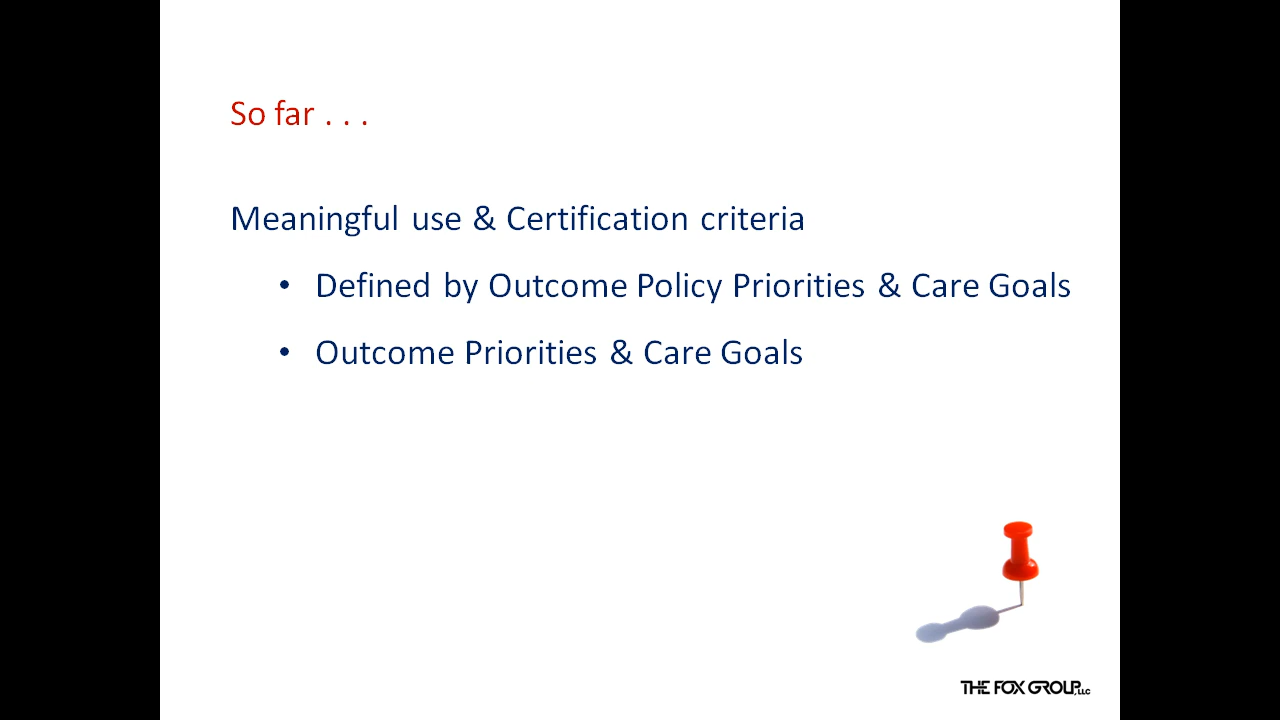 So far . . .
Meaningful use & Certification criteria
• Defined by Outcome Policy Priorities & Care Goals
• Outcome Priorities & Care Goals
THE FOX GROUP, LLC